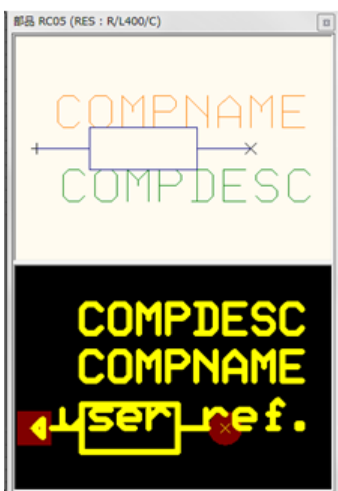 部品 RC05 (RES : R/L400/C)
COMPNAME
COMPDESC
COMPDESC
COMPNAME
user ref.